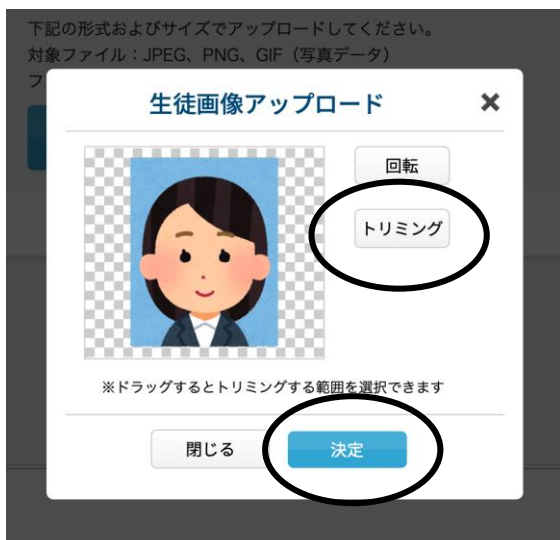 下記の形式およびサイズでアップロードしてください。
対象ファイル：JPEG、PNG、GIF（写真データ）
フ
生徒画像アップロード
×
回転
トリミング
※ドラッグするとトリミングする範囲を選択できます
閉じる
決定